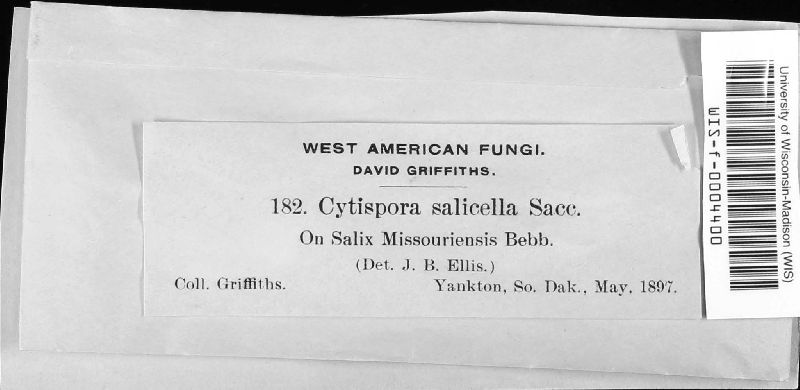 WEST AMERICAN FUNGI.
DAVID GRIFFITHS.
182. Cytispora salicella Sacc.
On Salix Missouriensis Bebb.
(Det. J. B. Ellis.)
Coll. Griffiths. Yankton, So. Dak., May, 1897.
University of Wisconsin-Madison (WIS)
WIS-f-0004400